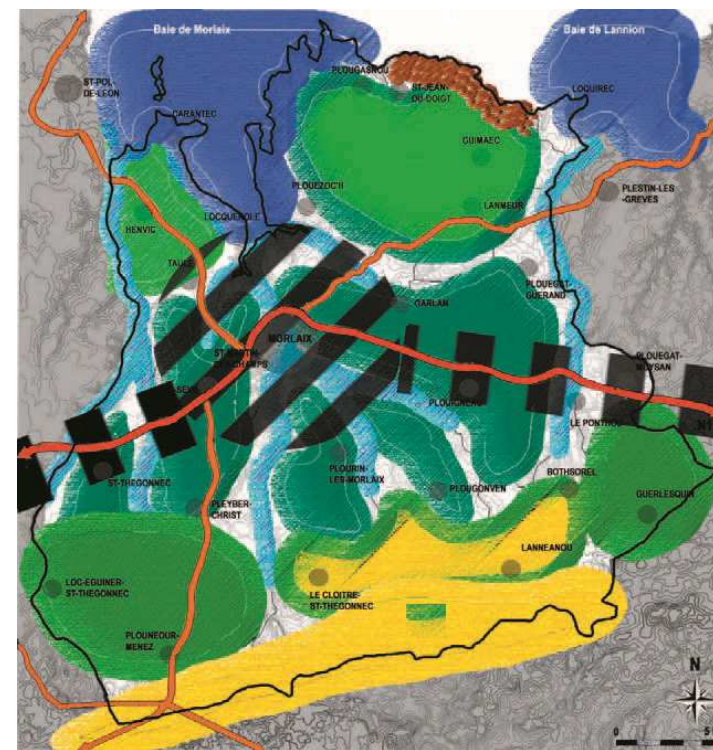 Baie de Morlaix
Baie de Lannion
PLOUGASNOU
ST-POL-
DE-LEON
ST-JEAN-
DU-DOIGT
LOQUIREC
CARANTEC
GUIMAEC
PLESTIN-LES
-GREVES
PLOUEZOC'H
LANMEUR
LOCQUENOLE
HENVIC
TAULE
PLOUEGAT-
GUERAND
GARLAN
MORLAIX
ST-MARTIN-
PLOUEGAT-
MOYSAN
PLOUIGNEAU
LE PONTHOU
PLOURIN-
LES-MORLAIX
BOTHSOREL
ST-THEGONNEC
PLOUGONVEN
GUERLESQUIN
PLEYBER-
CHRIST
LANNEANOU
LOC-EGUINER-
ST-THEGONNEC
LE CLOITRE-
ST-THEGONNEC
PLOUNEOUR-
MENEZ
N
0 5